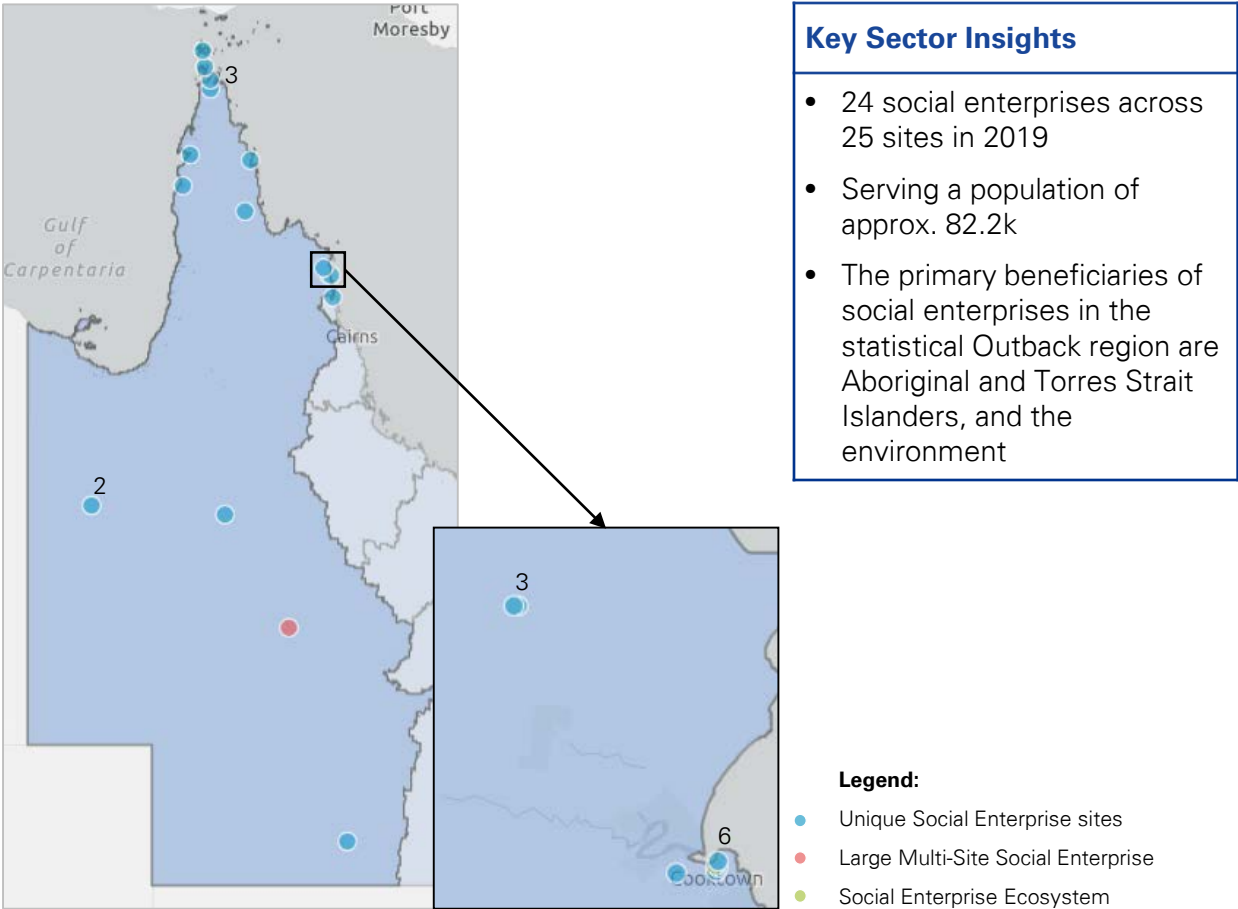 Port
Moresby
3
Gulf
of
Carpentaria
Cairns
2
3
6
Cooktown
Key Sector Insights
• 24 social enterprises across
25 sites in 2019
• Serving a population of
approx. 82.2k
• The primary beneficiaries of
social enterprises in the
statistical Outback region are
Aboriginal and Torres Strait
Islanders, and the
environment
Legend:
Unique Social Enterprise sites
Large Multi-Site Social Enterprise
Social Enterprise Ecosystem